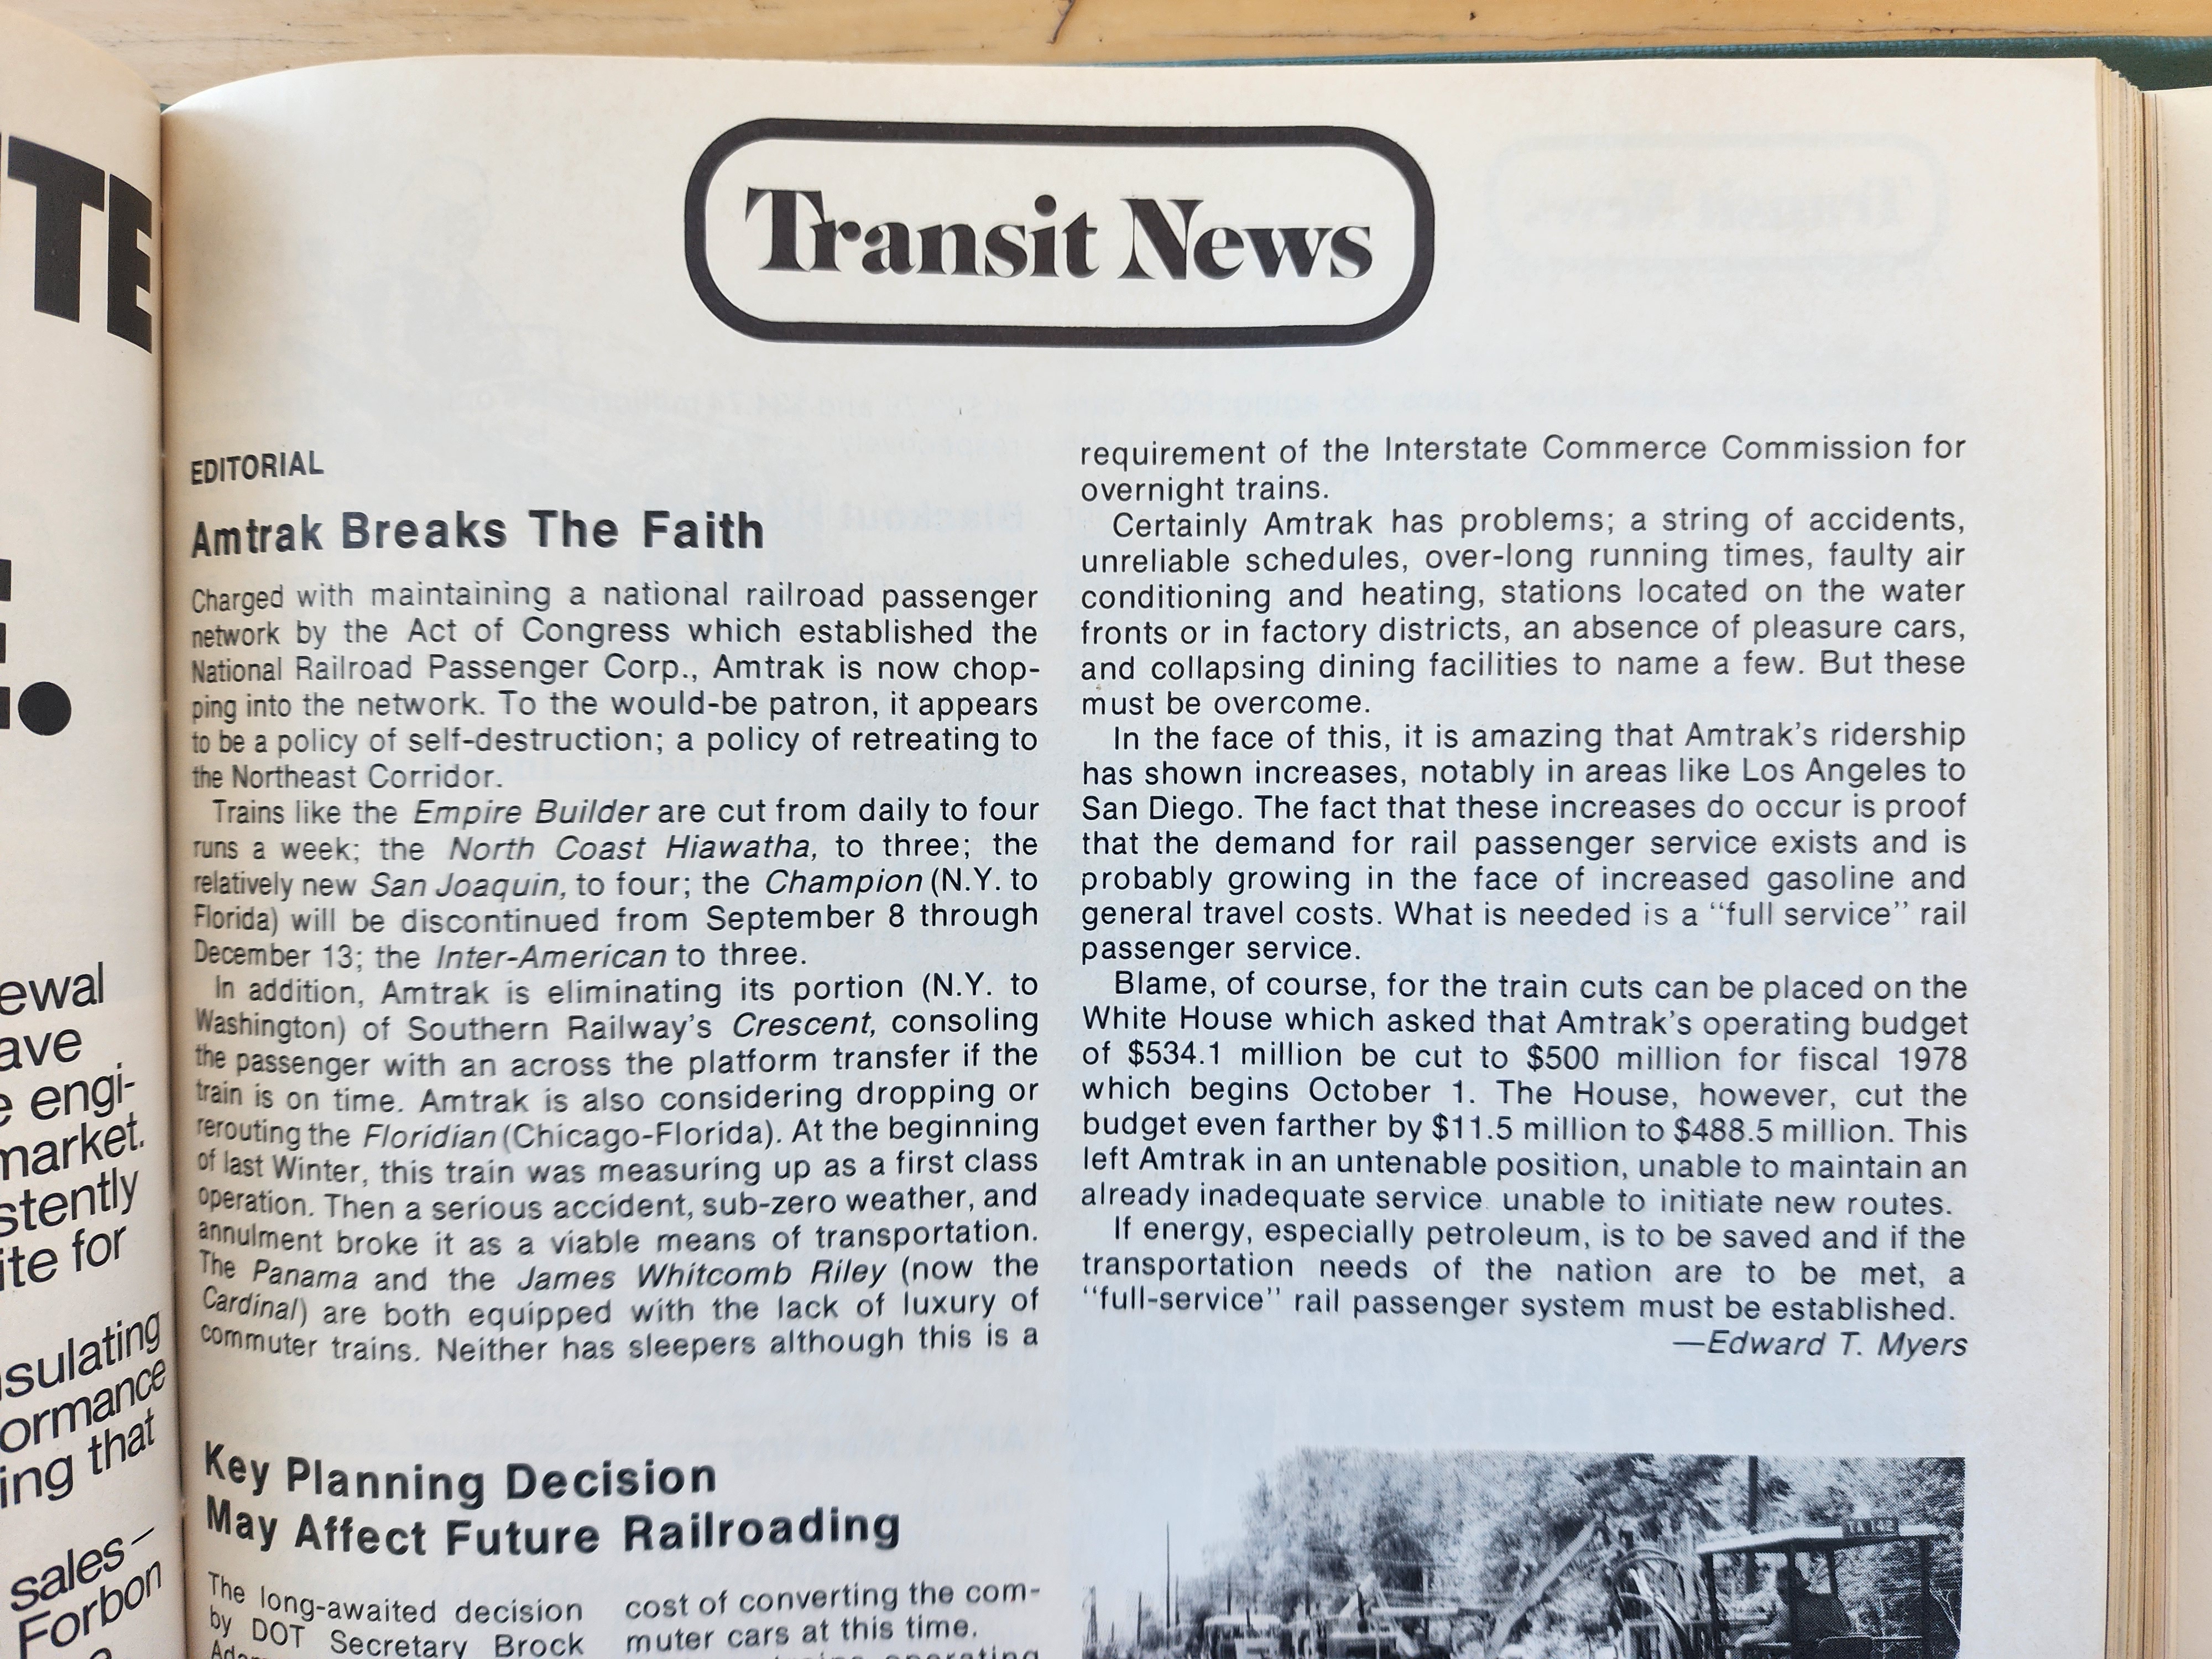 TE
ewal
ave
e engi-
market.
stently
ite for
sulating
ormance
ing that
sales–
Forbon
Transit News
EDITORIAL
Amtrak Breaks The Faith
Charged with maintaining a national railroad passenger
network by the Act of Congress which established the
National Railroad Passenger Corp., Amtrak is now chop-
ping into the network. To the would-be patron, it appears
to be a policy of self-destruction; a policy of retreating to
the Northeast Corridor.
Trains like the Empire Builder are cut from daily to four
runs a week; the North Coast Hiawatha, to three; the
relatively new San Joaquin, to four; the Champion (N.Y. to
Florida) will be discontinued from September 8 through
December 13; the Inter-American to three.
In addition, Amtrak is eliminating its portion (N.Y. to
Washington) of Southern Railway's Crescent, consoling
the passenger with an across the platform transfer if the
train is on time. Amtrak is also considering dropping or
rerouting the Floridian (Chicago-Florida). At the beginning
of last Winter, this train was measuring up as a first class
operation. Then a serious accident, sub-zero weather, and
annulment broke it as a viable means of transportation.
The Panama and the James Whitcomb Riley (now the
Cardinal) are both equipped with the lack of luxury of
commuter trains. Neither has sleepers although this is a
requirement of the Interstate Commerce Commission for
overnight trains.
Certainly Amtrak has problems; a string of accidents,
unreliable schedules, over-long running times, faulty air
conditioning and heating, stations located on the water
fronts or in factory districts, an absence of pleasure cars,
and collapsing dining facilities to name a few. But these
must be overcome.
In the face of this, it is amazing that Amtrak's ridership
has shown increases, notably in areas like Los Angeles to
San Diego. The fact that these increases do occur is proof
that the demand for rail passenger service exists and is
probably growing in the face of increased gasoline and
general travel costs. What is needed is a "full service" rail
passenger service.
Blame, of course, for the train cuts can be placed on the
White House which asked that Amtrak's operating budget
of $534.1 million be cut to $500 million for fiscal 1978
which begins October 1. The House, however, cut the
budget even farther by $11.5 million to $488.5 million. This
left Amtrak in an untenable position, unable to maintain an
already inadequate service. unable to initiate new routes.
If energy, especially petroleum, is to be saved and if the
transportation needs of the nation are to be met, a
"full-service" rail passenger system must be established.
—Edward T. Myers
Key Planning Decision
May Affect Future Railroading
The long-awaited decision
by DOT Secretary Brock
cost of converting the com-
muter cars at this time.
operating